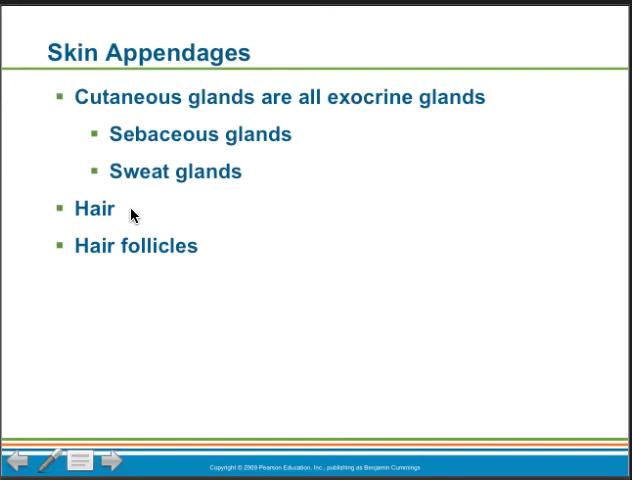 Skin Appendages
Cutaneous glands are all exocrine glands
Sebaceous glands
Sweat glands
Hair
Hair follicles
Copyright © 2009 Pearson Education, Inc., publishing as Benjamin Cummings